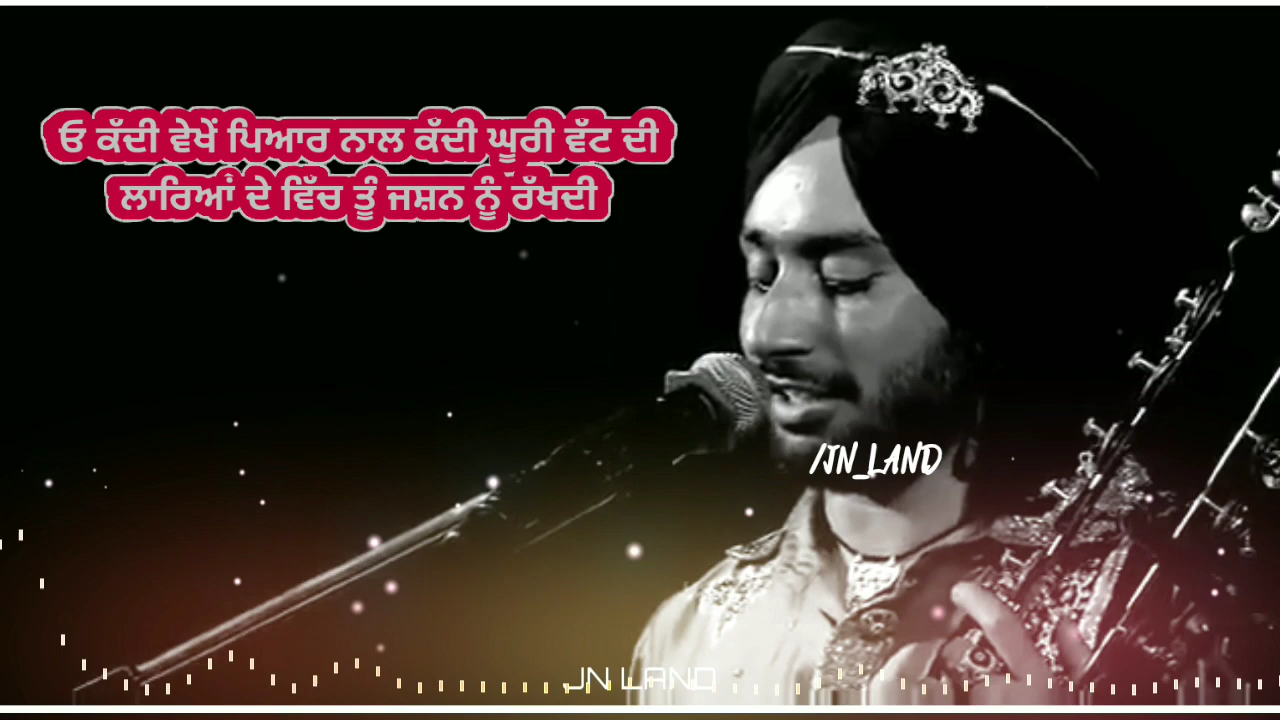 ਓ ਕੱਦੀ ਵੇਖੇਂ ਪਿਆਰ ਨਾਲ ਕੱਦੀ ਘੂਰੀ ਵੱਟ ਦੀ
ਲਾਰਿਆਂ ਦੇ ਵਿੱਚ ਤੂੰ ਜਸ਼ਨ ਨੂੰ ਰੱਖਦੀ
/JN_LAND
JN LAND